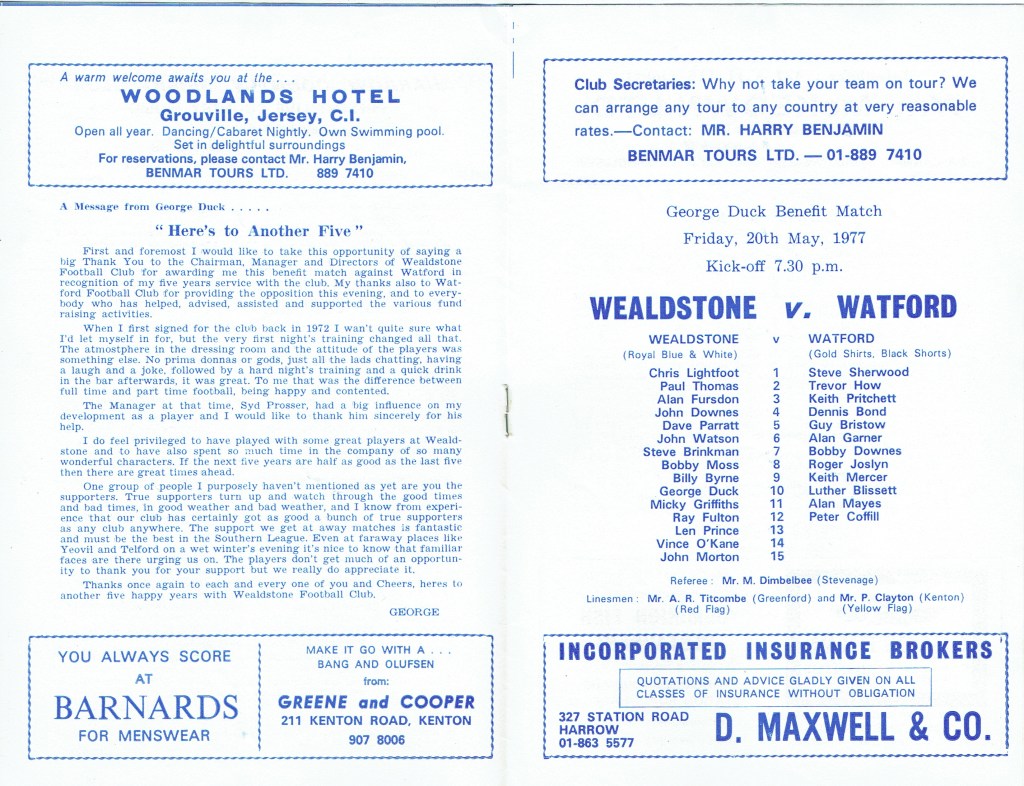 A warm welcome awaits you at the . . .
WOODLANDS HOTEL
Grouville, Jersey, C.I.
Open all year. Dancing/Cabaret Nightly. Own Swimming pool.
Set in delightful surroundings
For reservations, please contact Mr. Harry Benjamin,
BENMAR TOURS LTD. 889 7410
A Message from George Duck . . . . .
" Here's to Another Five "
First and foremost I would like to take this opportunity of saying a
big Thank You to the Chairman, Manager and Directors of Wealdstone
Football Club for awarding me this benefit match against Watford in
recognition of my five years service with the club. My thanks also to Wat-
ford Football Club for providing the opposition this evening, and to every-
body who has helped, advised, assisted and supported the various fund
raising activities.
When I first signed for the club back in 1972 I wan't quite sure what
I'd let myself in for, but the very first night's training changed all that.
The atmostphere in the dressing room and the attitude of the players was
something else. No prima donnas or gods, just all the lads chatting, having
a laugh and a joke, followed by a hard night's training and a quick drink
in the bar afterwards, it was great. To me that was the difference between
full time and part time football, being happy and contented.
The Manager at that time, Syd Prosser, had a big influence on my
development as a player and I would like to thank him sincerely for his
help.
I do feel privileged to have played with some great players at Weald-
stone and to have also spent so much time in the company of so many
wonderful characters. If the next five years are half as good as the last five
then there are great times ahead.
One group of people I purposely haven't mentioned as yet are you the
supporters. True supporters turn up and watch through the good times
and bad times, in good weather and bad weather, and I know from experi-
ence that our club has certainly got as good a bunch of true supporters
as any club anywhere. The support we get at away matches is fantastic
and must be the best in the Southern League. Even at faraway places like
Yeovil and Telford on a wet winter's evening it's nice to know that familiar
faces are there urging us on. The players don't get much of an opportun-
ity to thank you for your support but we really do appreciate it.
Thanks once again to each and every one of you and Cheers, heres to
another five happy years with Wealdstone Football Club.
GEORGE
YOU ALWAYS SCORE
AT
BARNARDS
FOR MENSWEAR
MAKE IT GO WITH A . . .
BANG AND OLUFSEN
from:
GREENE and COOPER
211 KENTON ROAD, KENTON
907 8006
Club Secretaries: Why not take your team on tour? We
can arrange any tour to any country at very reasonable
rates.—Contact: MR. HARRY BENJAMIN
BENMAR TOURS LTD. — 01-889 7410
George Duck Benefit Match
Friday, 20th May, 1977
Kick-off 7.30 p.m.
WEALDSTONE v. WATFORD
WEALDSTONE v WATFORD
(Royal Blue & White) (Gold Shirts, Black Shorts)
Chris Lightfoot 1 Steve Sherwood
Paul Thomas 2 Trevor How
Alan Fursdon 3 Keith Pritchett
John Downes 4 Dennis Bond
Dave Parratt 5 Guy Bristow
John Watson 6 Alan Garner
Steve Brinkman 7 Bobby Downes
Bobby Moss 8 Roger Joslyn
Billy Byrne 9 Keith Mercer
George Duck 10 Luther Blissett
Micky Griffiths 11 Alan Mayes
Ray Fulton 12 Peter Coffill
Len Prince 13
Vince O'Kane 14
John Morton 15
Referee: Mr. M. Dimbelbee (Stevenage)
Linesmen: Mr. A. R. Titcombe (Greenford) and Mr. P. Clayton (Kenton)
(Red Flag) (Yellow Flag)
INCORPORATED INSURANCE BROKERS
QUOTATIONS AND ADVICE GLADLY GIVEN ON ALL
CLASSES OF INSURANCE WITHOUT OBLIGATION
327 STATION ROAD
HARROW
01-863 5577
D. MAXWELL & CO.